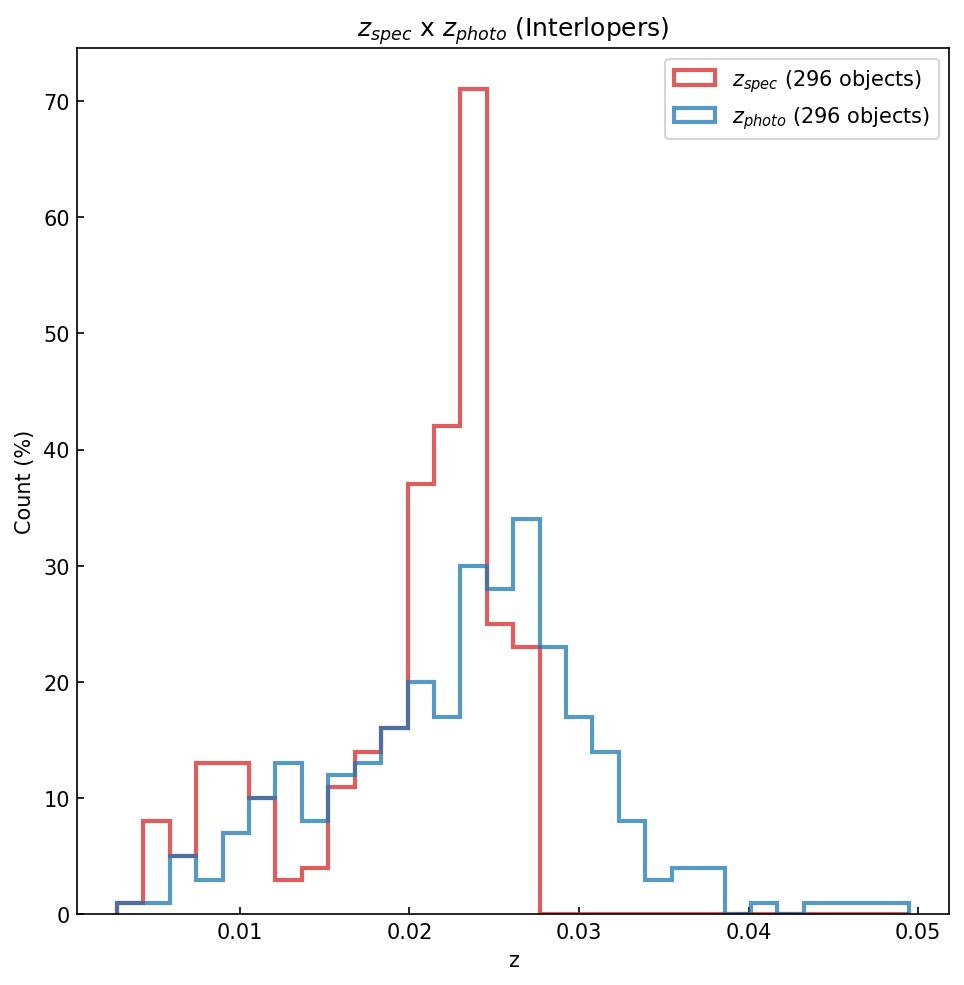 z_spec x z_photo (Interlopers)
z_spec (296 objects)
z_photo (296 objects)
Count (%)
70
60
50
40
30
20
10
0
0.01 0.02 0.03 0.04 0.05
z